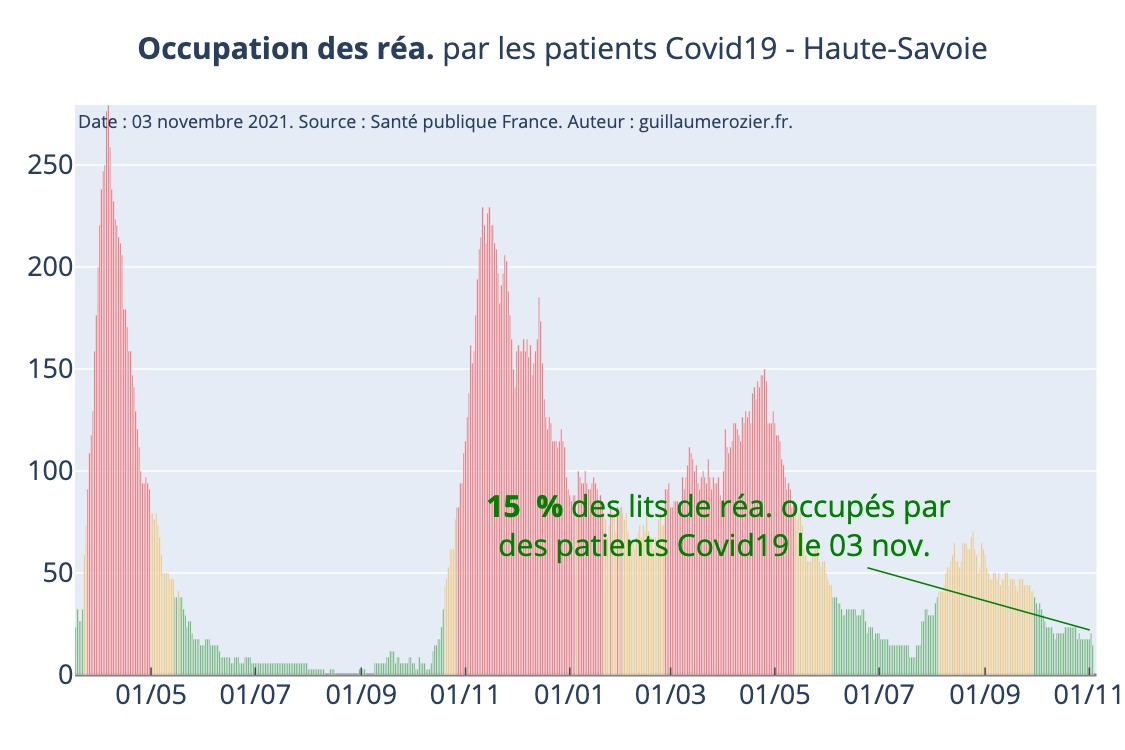 Occupation des réa. par les patients Covid19 - Haute-Savoie
Date : 03 novembre 2021. Source : Santé publique France. Auteur : guillaumerozier.fr.
250
200
150
100
50
0
15 % des lits de réa. occupés par
des patients Covid19 le 03 nov.
01/05 01/07 01/09 01/11 01/01 01/03 01/05 01/07 01/09 01/11